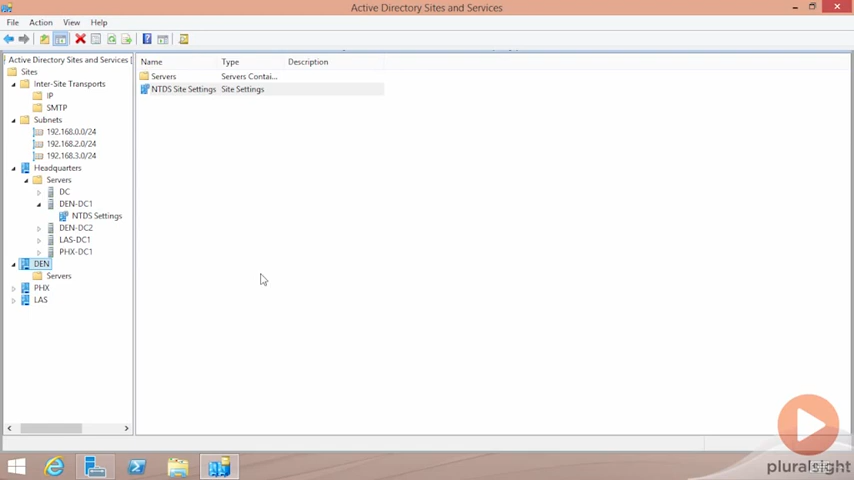 Active Directory Sites and Services
File Action View Help
Active Directory Sites and Services [
Sites
Inter-Site Transports
IP
SMTP
Subnets
192.168.0.0/24
192.168.2.0/24
192.168.3.0/24
Headquarters
Servers
DC
DEN-DC1
NTDS Settings
DEN-DC2
LAS-DC1
PHX-DC1
DEN
Servers
PHX
LAS
Name Type Description
Servers Servers Contai...
NTDS Site Settings Site Settings
pluralsight